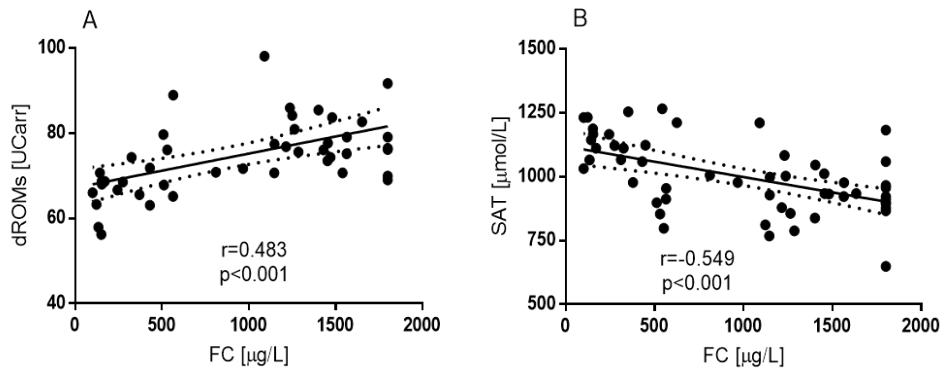 A
dROMs [UCarr]
100
80
60
40
r=0.483
p<0.001
0
500
1000
1500
2000
FC [μg/L]
B
SAT [μmol/L]
1500
1250
1000
750
500
r=-0.549
p<0.001
0
500
1000
1500
2000
FC [μg/L]